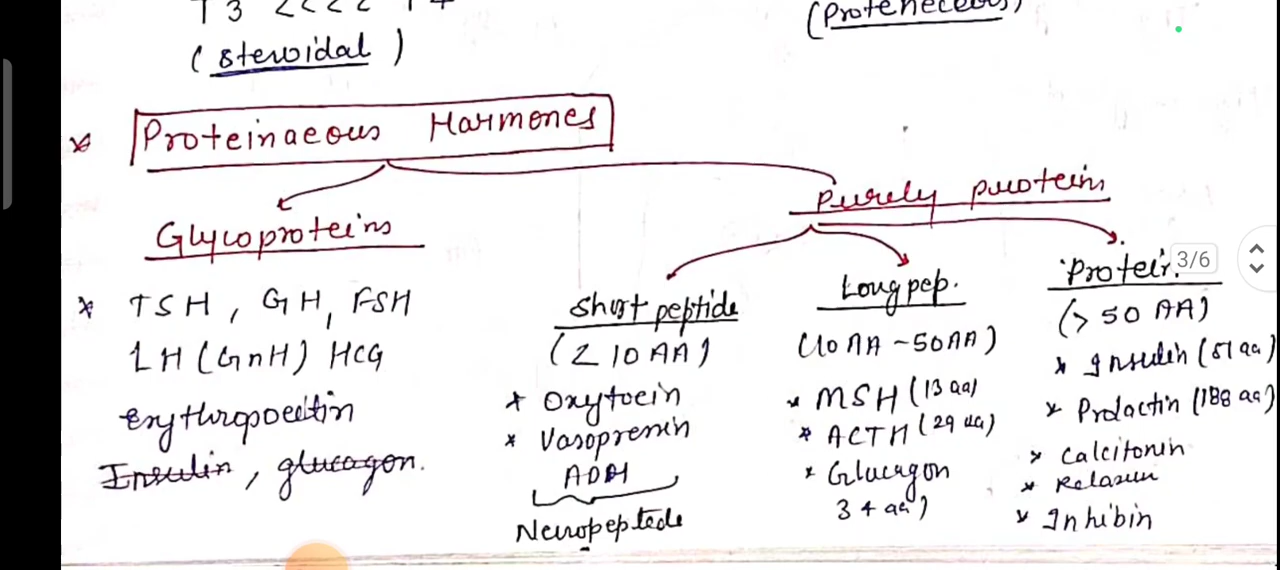 T3 <<<< T4
(Proteneceous)
(steroidal)
Proteinaeous Harmones
Glycoproteins
Purely protein
* TSH, GH, FSH
LH (GnH) HCG
Erythropoeitin
Insulin, glucagon.
Short peptide
(∠ 10 AA)
* Oxytocin
* Vasopressin
ADH
Neuropeptede
Long pep.
(10 AA - 50 AA)
* MSH (13 aa)
* ACTH (29 aa)
* Glucagon
34 aa)
Protein
(> 50 AA)
* Insulin (51 aa)
* Prolactin (188 aa)
* Calcitonin
* Relaxin
* Inhibin
3/6